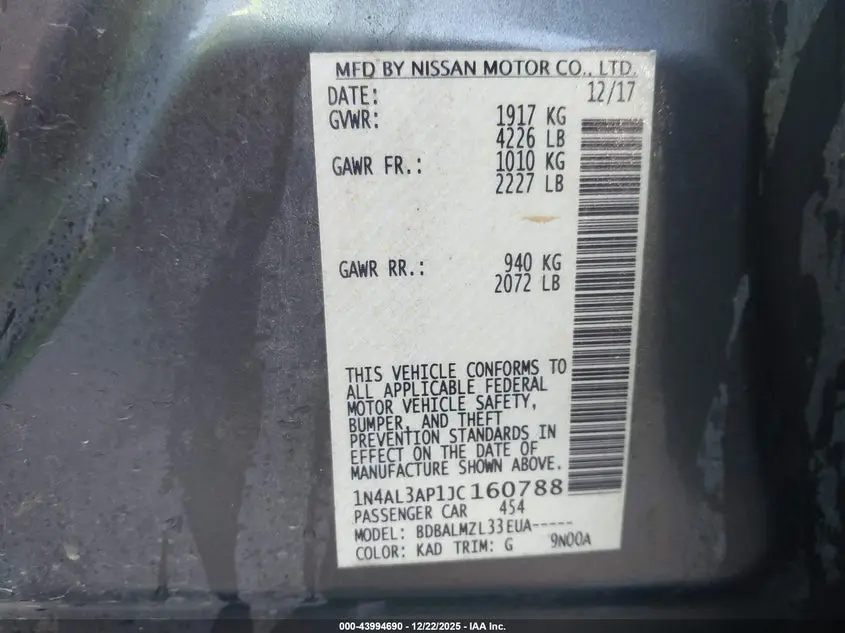 MFD BY NISSAN MOTOR CO., LTD.
DATE: 12/17
GVWR: 1917 KG
4226 LB
GAWR FR.: 1010 KG
2227 LB
GAWR RR.: 940 KG
2072 LB
THIS VEHICLE CONFORMS TO
ALL APPLICABLE FEDERAL
MOTOR VEHICLE SAFETY,
BUMPER, AND THEFT
PREVENTION STANDARDS IN
EFFECT ON THE DATE OF
MANUFACTURE SHOWN ABOVE.
1N4AL3AP1JC160788
PASSENGER CAR 454
MODEL: BDBALMZL33EUA-----
COLOR: KAD TRIM: G 9N00A
000-43994690 - 12/22/2025 - IAA Inc.